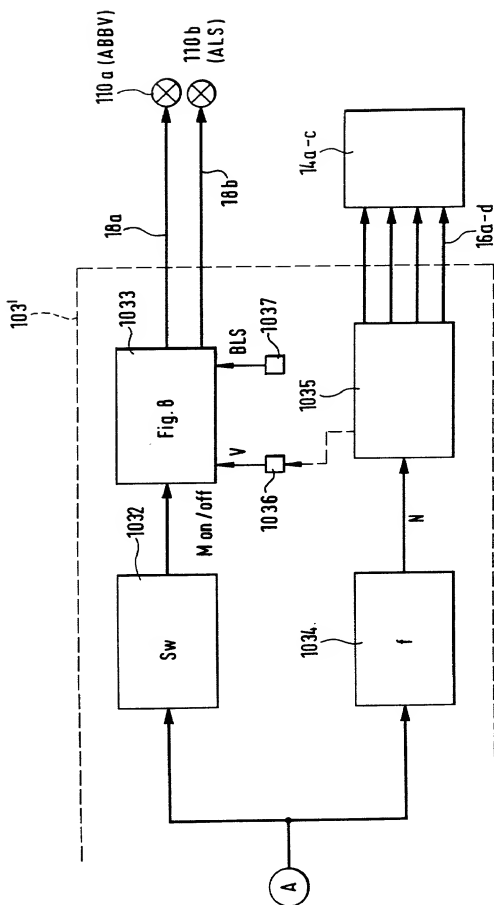 110a (ABBV)
110b
(ALS)
18a
18b
103'
1033
Fig. 8
1032
Sw
M on/off
V
BLS
1036
1037
14a-c
16a-d
1035
N
1034
f
A